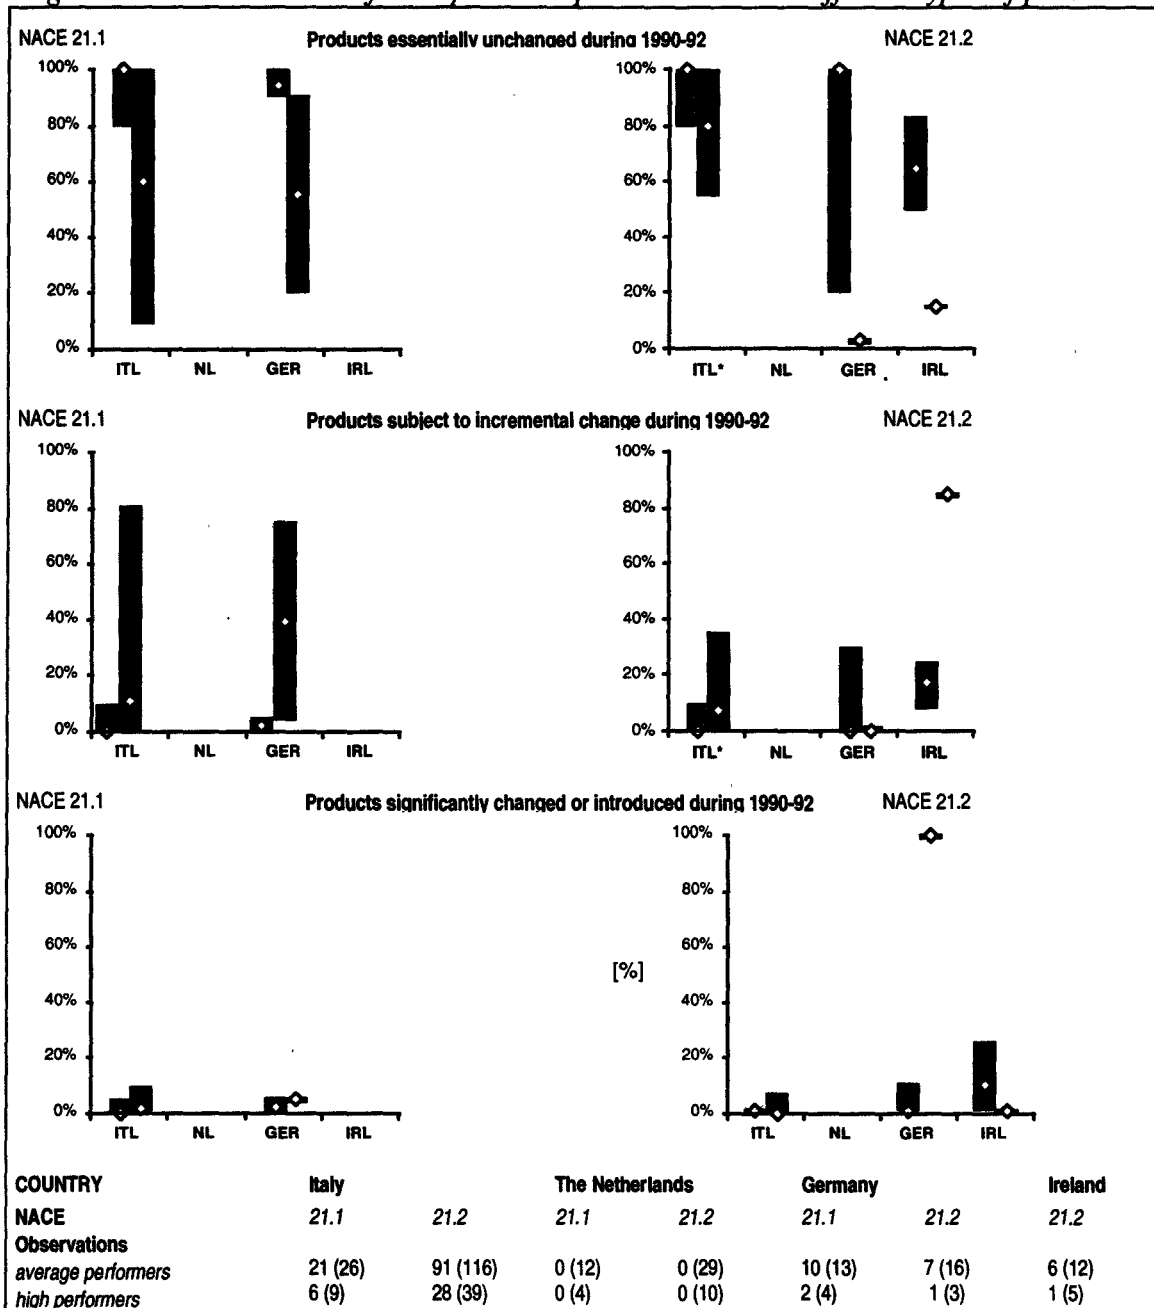 NACE 21.1 Products essentially unchanged during 1990-92 NACE 21.2
100% 100%
80% 80%
60% 60%
40% 40%
20% 20%
0% 0%
ITL NL GER IRL ITL* NL GER IRL
NACE 21.1 Products subject to incremental change during 1990-92 NACE 21.2
100% 100%
80% 80%
60% 60%
40% 40%
20% 20%
0% 0%
ITL NL GER IRL ITL* NL GER IRL
NACE 21.1 Products significantly changed or introduced during 1990-92 NACE 21.2
100% 100%
80% 80%
60% 60%
[%]
40% 40%
20% 20%
0% 0%
ITL NL GER IRL ITL NL GER IRL
COUNTRY Italy The Netherlands Germany Ireland
NACE 21.1 21.2 21.1 21.2 21.1 21.2 21.2
Observations
average performers 21 (26) 91 (116) 0 (12) 0 (29) 10 (13) 7 (16) 6 (12)
high performers 6 (9) 28 (39) 0 (4) 0 (10) 2 (4) 1 (3) 1 (5)